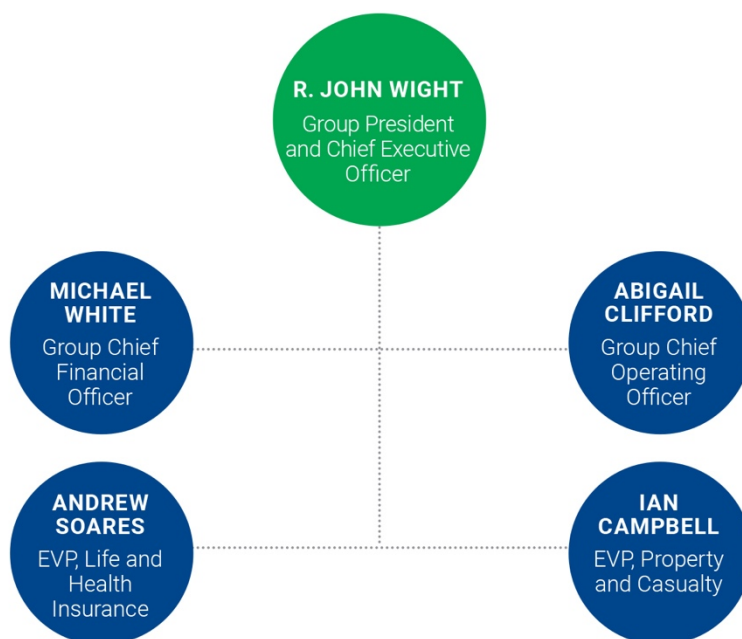 R. JOHN WIGHT
Group President
and Chief Executive
Officer
MICHAEL
WHITE
Group Chief
Financial
Officer
ABIGAIL
CLIFFORD
Group Chief
Operating
Officer
ANDREW
SOARES
EVP, Life and
Health
Insurance
IAN
CAMPBELL
EVP, Property
and Casualty